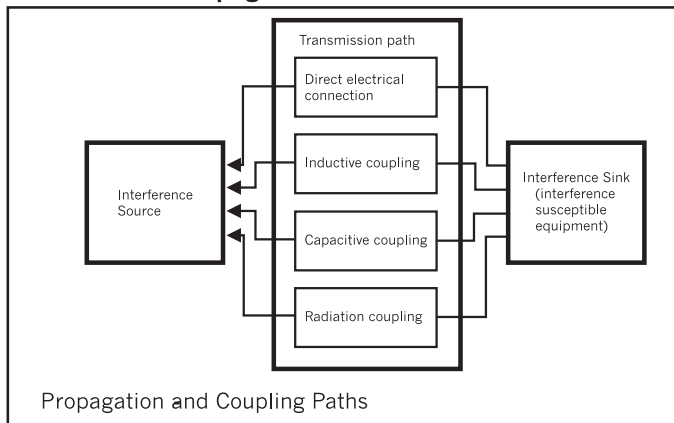 Transmission path
Direct electrical
connection
Inductive coupling
Capacitive coupling
Radiation coupling
Interference
Source
Interference Sink
(interference
susceptible
equipment)
Propagation and Coupling Paths